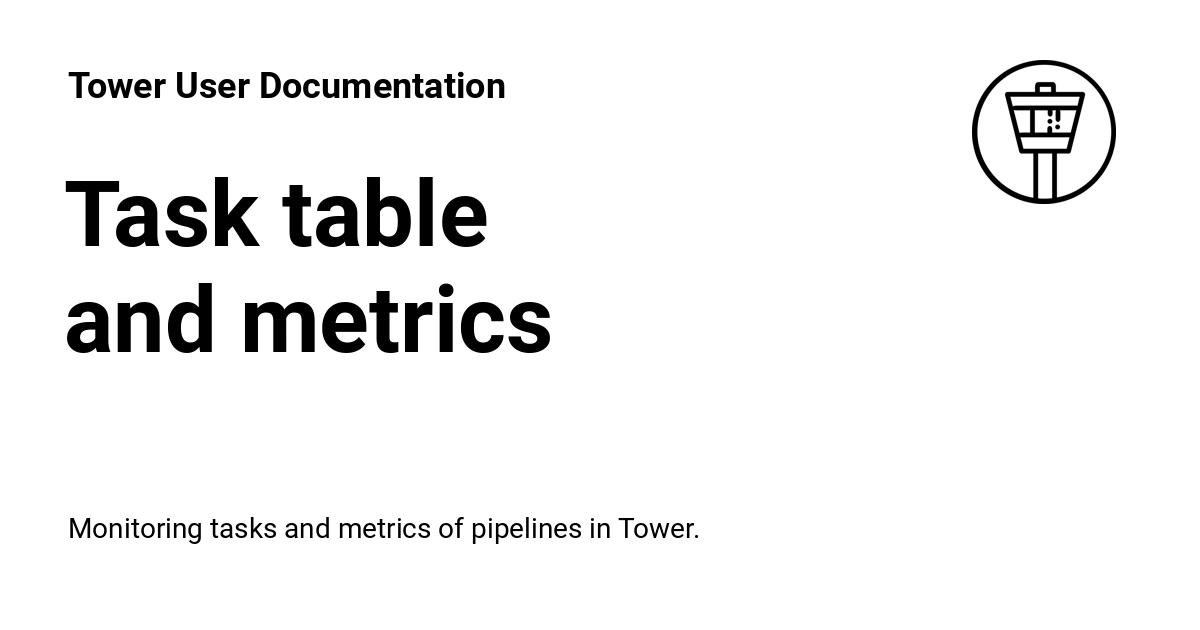 Tower User Documentation
Task table
and metrics
Monitoring tasks and metrics of pipelines in Tower.